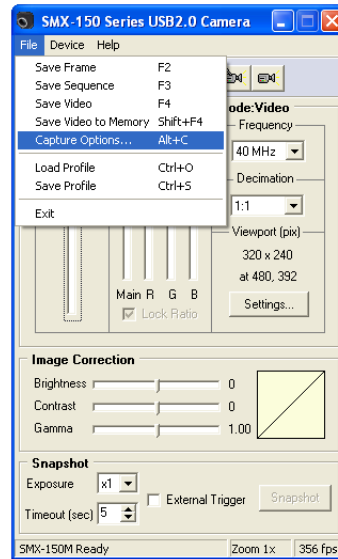 SMX-150 Series USB2.0 Camera
File Device Help
Save Frame F2
Save Sequence F3
Save Video F4
Save Video to Memory Shift+F4
Capture Options... Alt+C
Load Profile Ctrl+O
Save Profile Ctrl+S
Exit
ode:Video
Frequency
40 MHz
Decimation
1:1
Viewport (pix)
320 x 240
at 480, 392
Settings...
Main R G B
Lock Ratio
Image Correction
Brightness 0
Contrast 0
Gamma 1.00
Snapshot
Exposure x1
Timeout (sec) 5
External Trigger
Snapshot
SMX-150M Ready Zoom 1x 356 fps